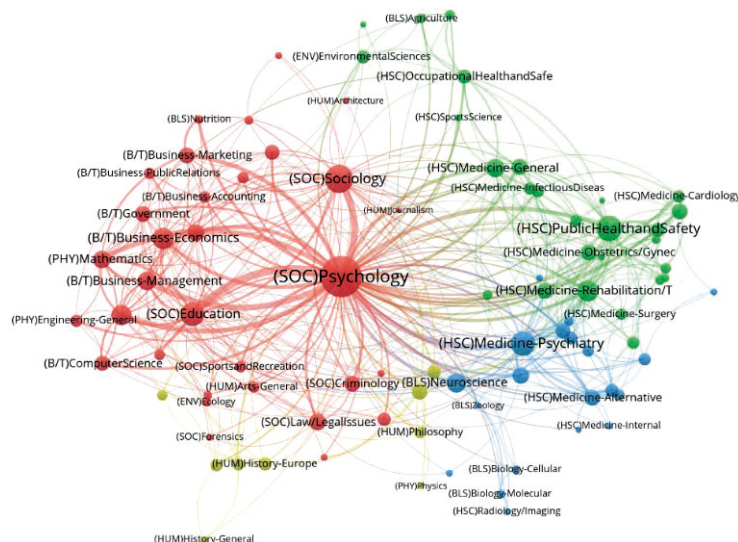 (BLS)Agriculture
(ENV)EnvironmentalSciences
(HSC)OccupationalHealthandSafe
(HUM)Architecture
(BLS)Nutrition
(HSC)SportsScience
(B/T)Business-Marketing
(B/T)Business-PublicRelations
(SOC)Sociology
(HSC)Medicine-General
(HSC)Medicine-InfectiousDiseas
(B/T)Business-Accounting
(HSC)Medicine-Cardiology
(B/T)Government
(HUM)Journalism
(HSC)PublicHealthandSafety
(B/T)Business-Economics
(HSC)Medicine-Obstetrics/Gynec
(PHY)Mathematics
(SOC)Psychology
(B/T)Business-Management
(HSC)Medicine-Rehabilitation/T
(SOC)Education
(HSC)Medicine-Surgery
(PHY)Engineering-General
(HSC)Medicine-Psychiatry
(B/T)ComputerScience
(SOC)SportsandRecreation
(SOC)Criminology
(BLS)Neuroscience
(HUM)Arts-General
(HSC)Medicine-Alternative
(ENV)Ecology
(BLS)Zoology
(SOC)Law/LegalIssues
(HSC)Medicine-Internal
(HUM)Philosophy
(SOC)Forensics
(HUM)History-Europe
(BLS)Biology-Cellular
(PHY)Physics
(BLS)Biology-Molecular
(HSC)Radiology/Imaging
(HUM)History-General